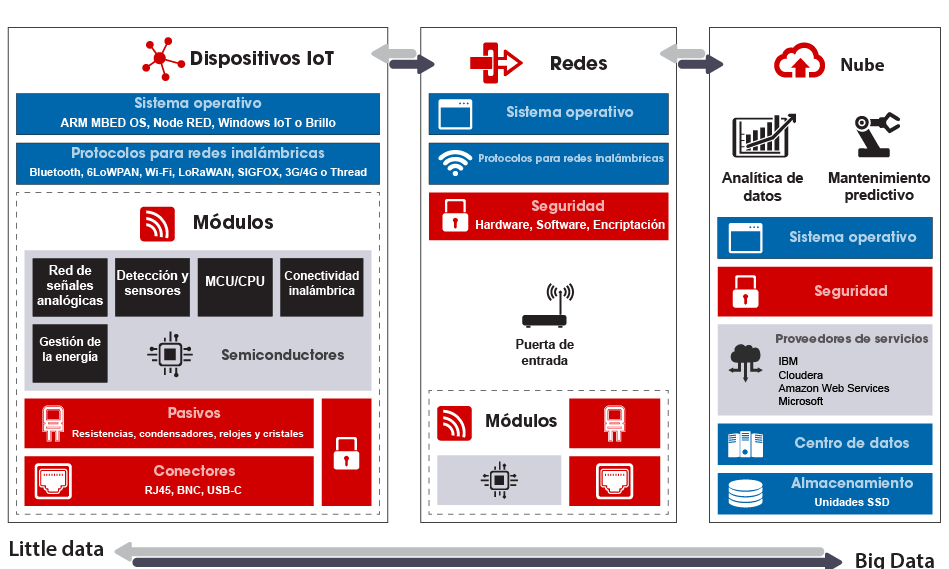 Dispositivos IoT
Sistema operativo
ARM MBED OS, Node RED, Windows IoT o Brillo
Protocolos para redes inalámbricas
Bluetooth, 6LoWPAN, Wi-Fi, LoRaWAN, SIGFOX, 3G/4G o Thread
Módulos
Red de
señales
analógicas
Detección y
sensores
MCU/CPU
Conectividad
inalámbrica
Gestión de
la energía
Semiconductores
Pasivos
Resistencias, condensadores, relojes y cristales
Conectores
RJ45, BNC, USB-C
Redes
Sistema operativo
Protocolos para redes inalámbricas
Seguridad
Hardware, Software, Encriptación
Puerta de
entrada
Módulos
Nube
Analítica de
datos
Mantenimiento
predictivo
Sistema operativo
Seguridad
Proveedores de servicios
IBM
Cloudera
Amazon Web Services
Microsoft
Centro de datos
Almacenamiento
Unidades SSD
Little data
Big Data